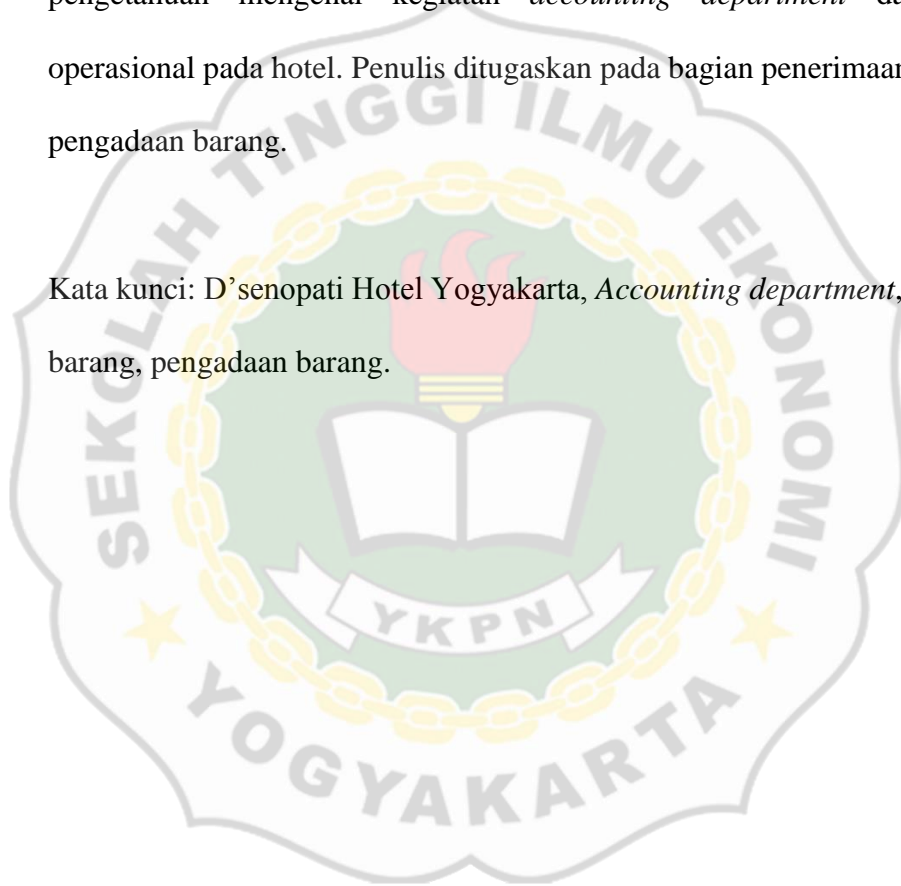 pengetahuan mengenai kegiatan accounting department
operasional pada hotel. Penulis ditugaskan pada bagian penerimaan
pengadaan barang.
Kata kunci: D’senopati Hotel Yogyakarta, Accounting department,
barang, pengadaan barang.
SEKOLAH TINGGI ILMU EKONOMI
YKPN
YOGYAKARTA